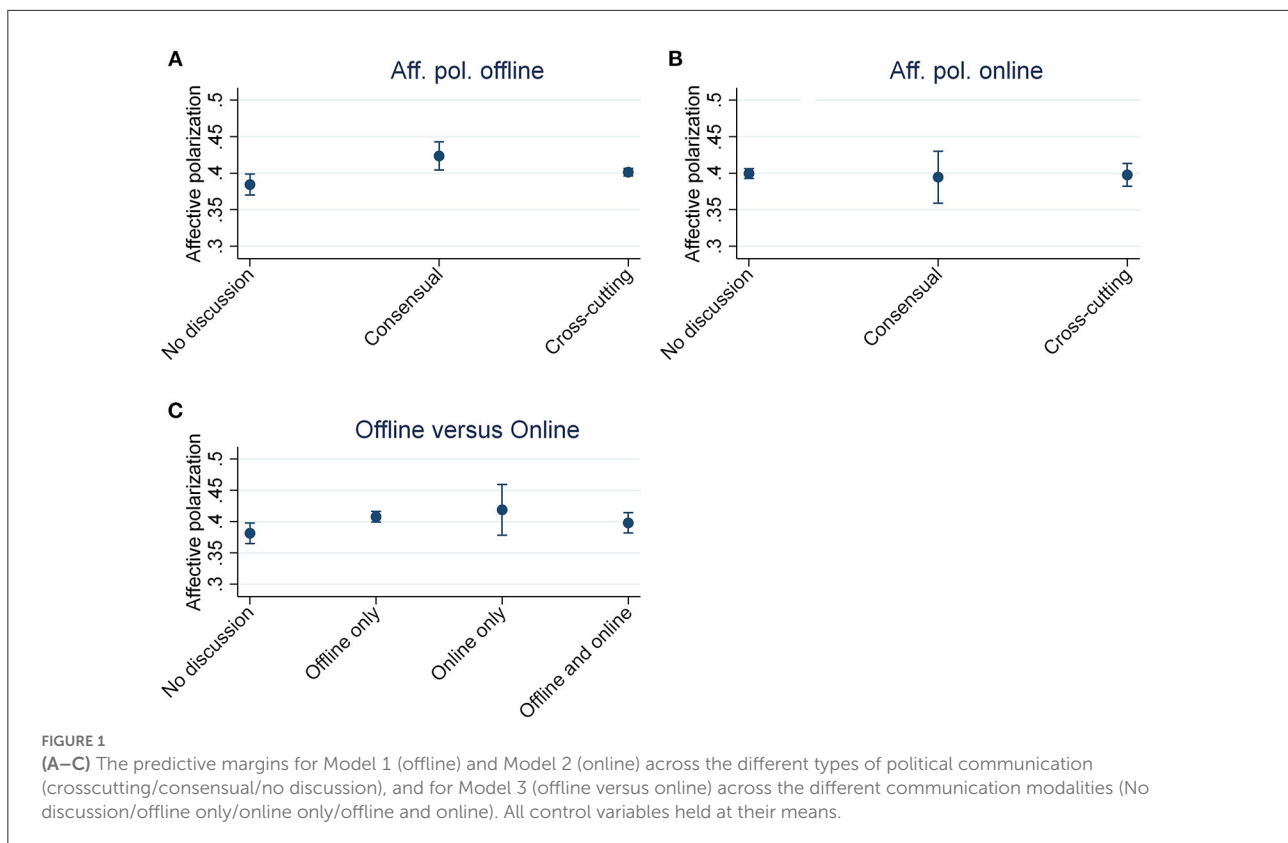 A
Aff. pol. offline
Affective polarization
.5
.45
.4
.35
.3
No discussion
Consensual
Cross-cutting
B
Aff. pol. online
Affective polarization
.5
.45
.4
.35
.3
No discussion
Consensual
Cross-cutting
C
Offline versus Online
Affective polarization
.5
.45
.4
.35
.3
No discussion
Offline only
Online only
Offline and online
FIGURE 1
(A–C) The predictive margins for Model 1 (offline) and Model 2 (online) across the different types of political communication
(crosscutting/consensual/no discussion), and for Model 3 (offline versus online) across the different communication modalities (No
discussion/offline only/online only/offline and online). All control variables held at their means.